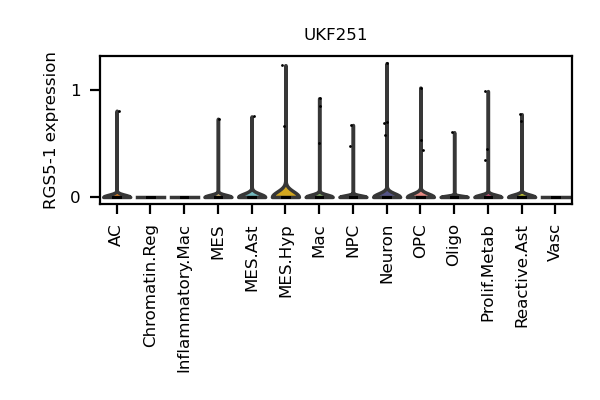 UKF251
RGS5-1 expression
1
0
AC
Chromatin.Reg
Inflammatory.Mac
MES
MES.Ast
MES.Hyp
Mac
NPC
Neuron
OPC
Oligo
Prolif.Metab
Reactive.Ast
Vasc